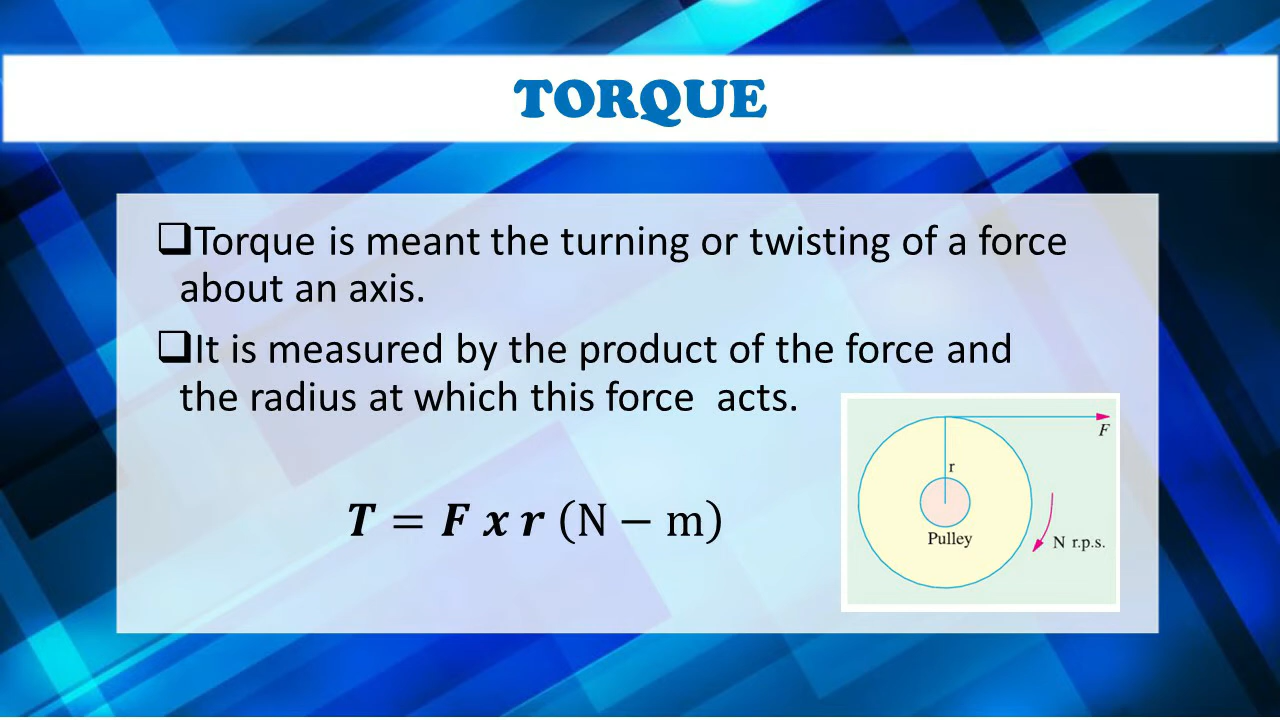 TORQUE
❑Torque is meant the turning or twisting of a force
about an axis.
❑It is measured by the product of the force and
the radius at which this force  acts.
T = F x r (N − m)
F
r
Pulley
N r.p.s.